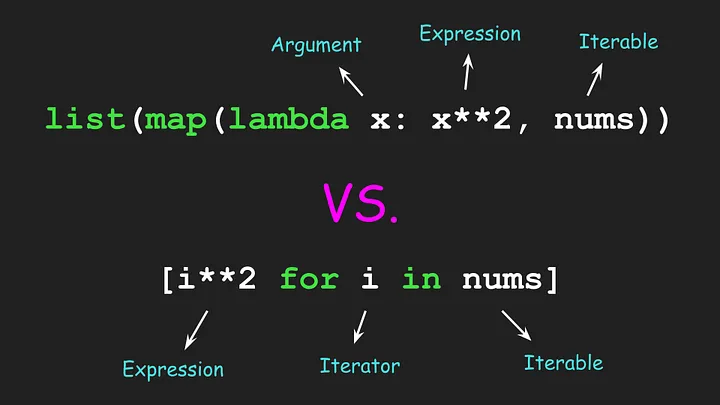 Argument Expression Iterable
list(map(lambda x: x**2, nums))
VS.
[i**2 for i in nums]
Expression Iterator Iterable